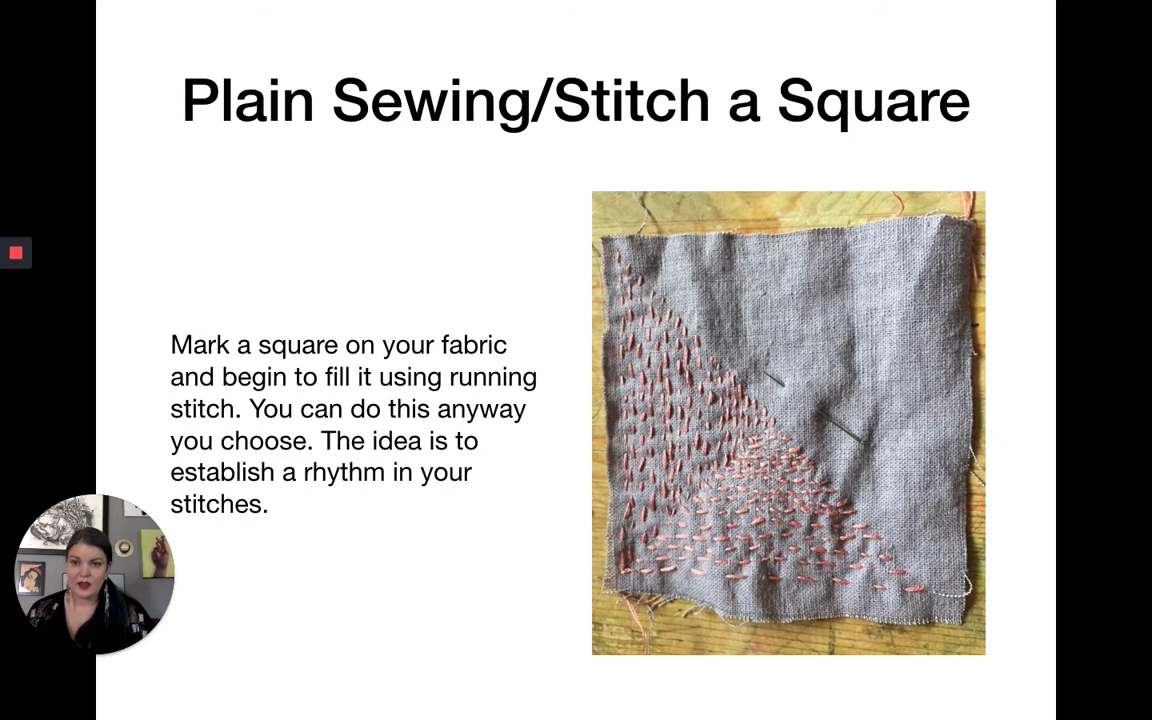 Plain Sewing/Stitch a Square
Mark a square on your fabric
and begin to fill it using running
stitch. You can do this anyway
you choose. The idea is to
establish a rhythm in your
stitches.